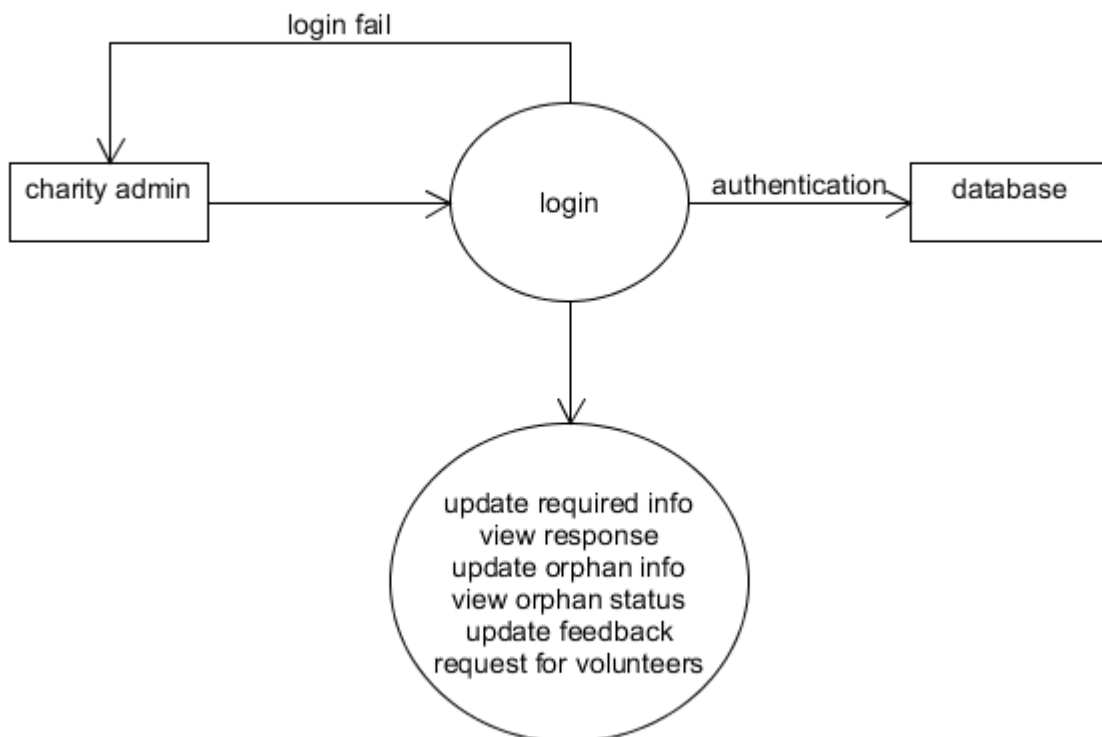 login fail
charity admin
login
authentication
database
update required info
view response
update orphan info
view orphan status
update feedback
request for volunteers